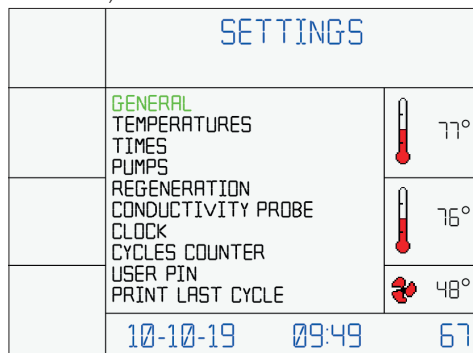 SETTINGS
GENERAL
TEMPERATURES
TIMES
PUMPS
REGENERATION
CONDUCTIVITY PROBE
CLOCK
CYCLES COUNTER
USER PIN
PRINT LAST CYCLE
77°
76°
48°
10-10-19 09:49 67